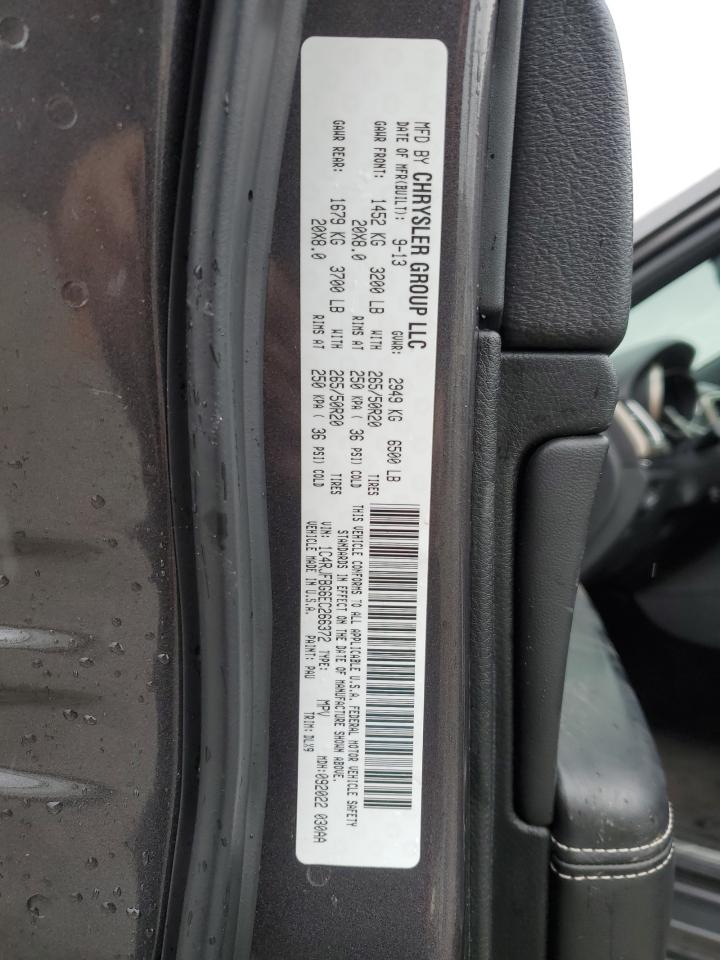 MFD BY CHRYSLER GROUP LLC
DATE OF MFR(BUILT): 9-13 GVWR: 2949 KG 6500 LB
GAWR FRONT: 1452 KG 3200 LB WITH 265/50R20 TIRES
20X8.0 RIMS AT 250 KPA ( 36 PSI) COLD
GAWR REAR: 1679 KG 3700 LB WITH 265/50R20 TIRES
20X8.0 RIMS AT 250 KPA ( 36 PSI) COLD
THIS VEHICLE CONFORMS TO ALL APPLICABLE U.S.A. FEDERAL MOTOR VEHICLE SAFETY
STANDARDS IN EFFECT ON THE DATE OF MANUFACTURE SHOWN ABOVE.
VIN: 1C4RJFBG6EC266372 TYPE: MPV MDH:092022 030AA
VEHICLE MADE IN U.S.A. PAINT: PAU TRIM: DLX9